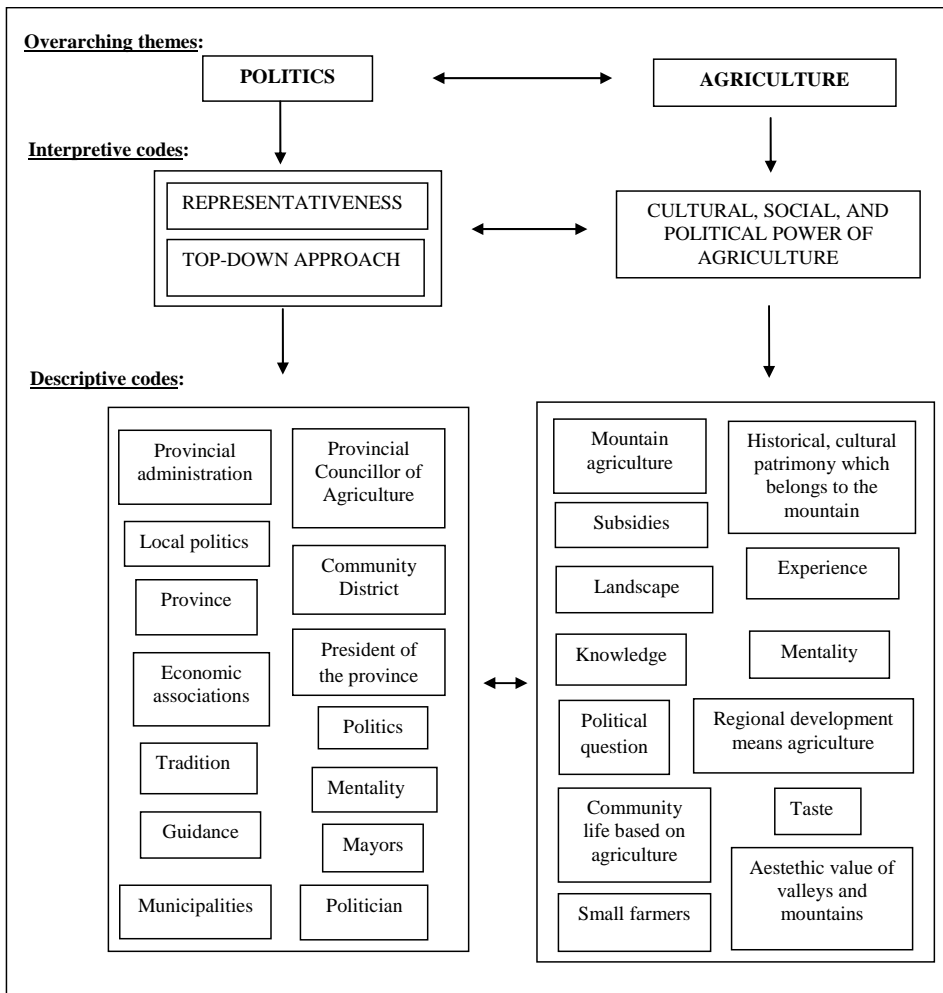 Overarching themes:
POLITICS
AGRICULTURE
Interpretive codes:
REPRESENTATIVENESS
TOP-DOWN APPROACH
CULTURAL, SOCIAL, AND
POLITICAL POWER OF
AGRICULTURE
Descriptive codes:
Provincial
administration
Local politics
Province
Economic
associations
Tradition
Guidance
Municipalities
Provincial
Councillor of
Agriculture
Community
District
President of
the province
Politics
Mentality
Mayors
Politician
Mountain
agriculture
Subsidies
Landscape
Knowledge
Political
question
Community
life based on
agriculture
Small farmers
Historical, cultural
patrimony which
belongs to the
mountain
Experience
Mentality
Regional development
means agriculture
Taste
Aestethic value of
valleys and
mountains